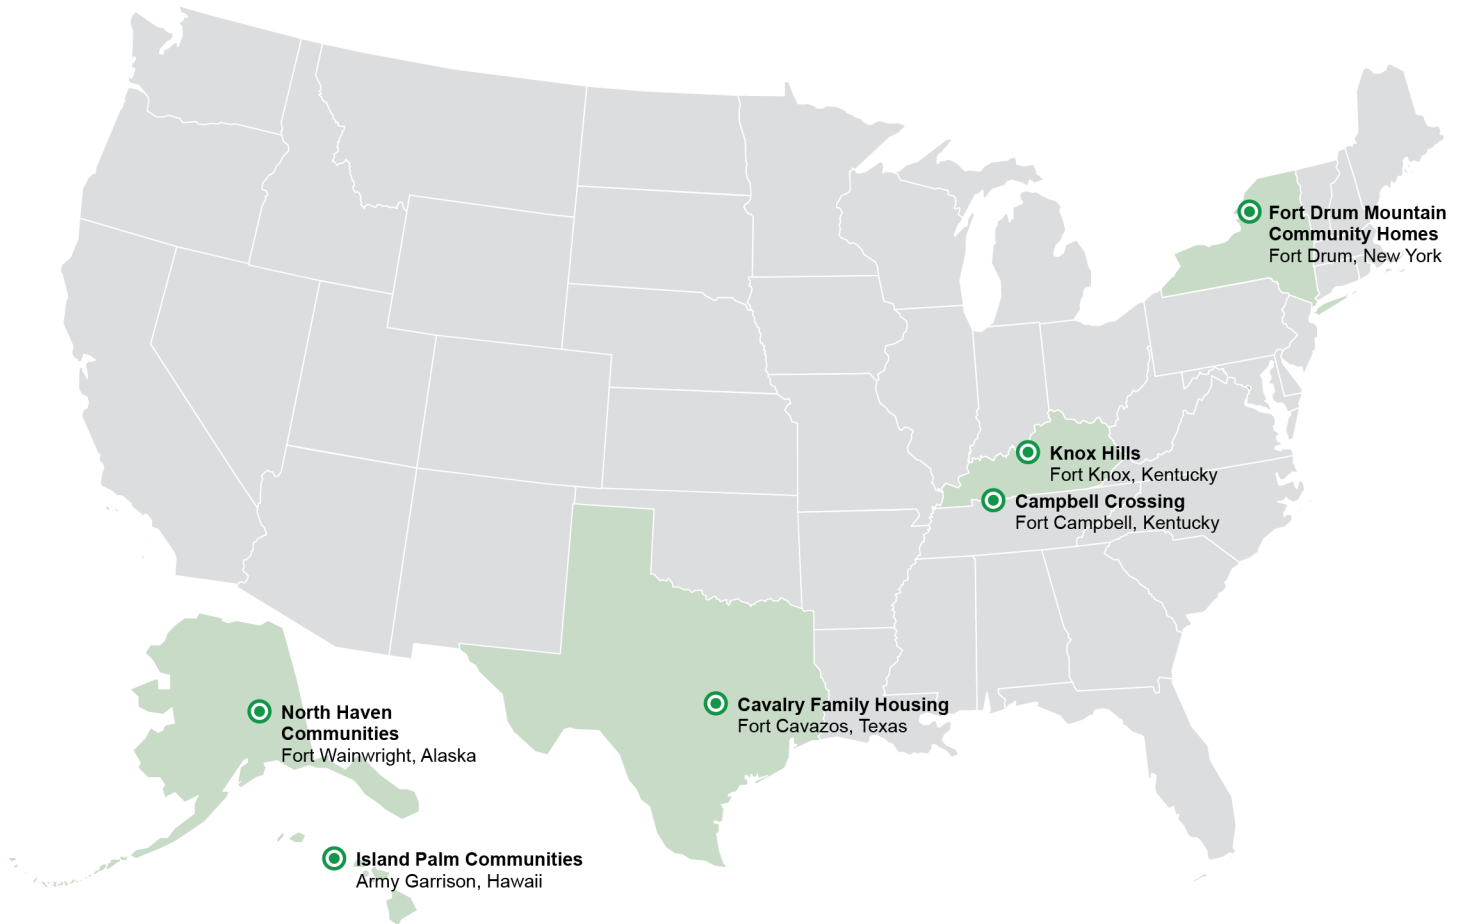 Fort Drum Mountain
Community Homes
Fort Drum, New York
Knox Hills
Fort Knox, Kentucky
Campbell Crossing
Fort Campbell, Kentucky
Cavalry Family Housing
Fort Cavazos, Texas
North Haven
Communities
Fort Wainwright, Alaska
Island Palm Communities
Army Garrison, Hawaii